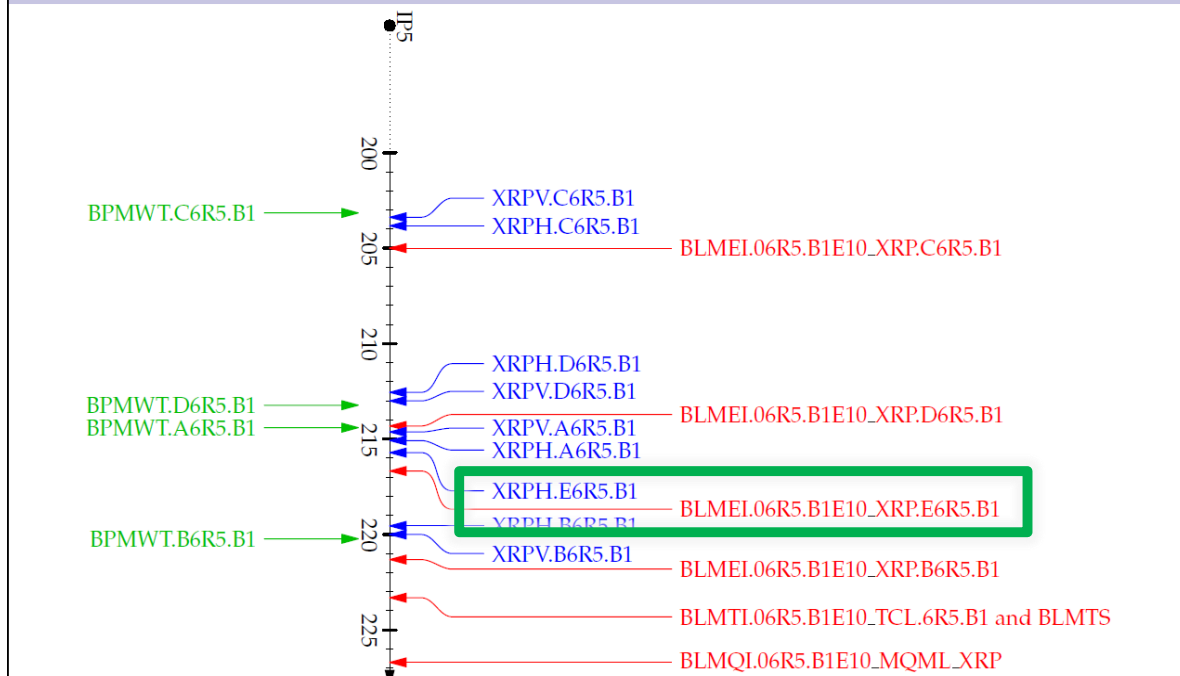 IP5
200
XRPV.C6R5.B1
BPMWT.C6R5.B1
XRPH.C6R5.B1
205
BLMEI.06R5.B1E10_XRP.C6R5.B1
210
XRPH.D6R5.B1
XRPV.D6R5.B1
BPMWT.D6R5.B1
BLMEI.06R5.B1E10_XRP.D6R5.B1
BPMWT.A6R5.B1
XRPV.A6R5.B1
215
XRPH.A6R5.B1
XRPH.E6R5.B1
BLMEI.06R5.B1E10_XRP.E6R5.B1
XRPH.B6R5.B1
220
BPMWT.B6R5.B1
XRPV.B6R5.B1
BLMEI.06R5.B1E10_XRP.B6R5.B1
BLMTI.06R5.B1E10_TCL.6R5.B1 and BLMTS
225
BLMQI.06R5.B1E10_MQML_XRP